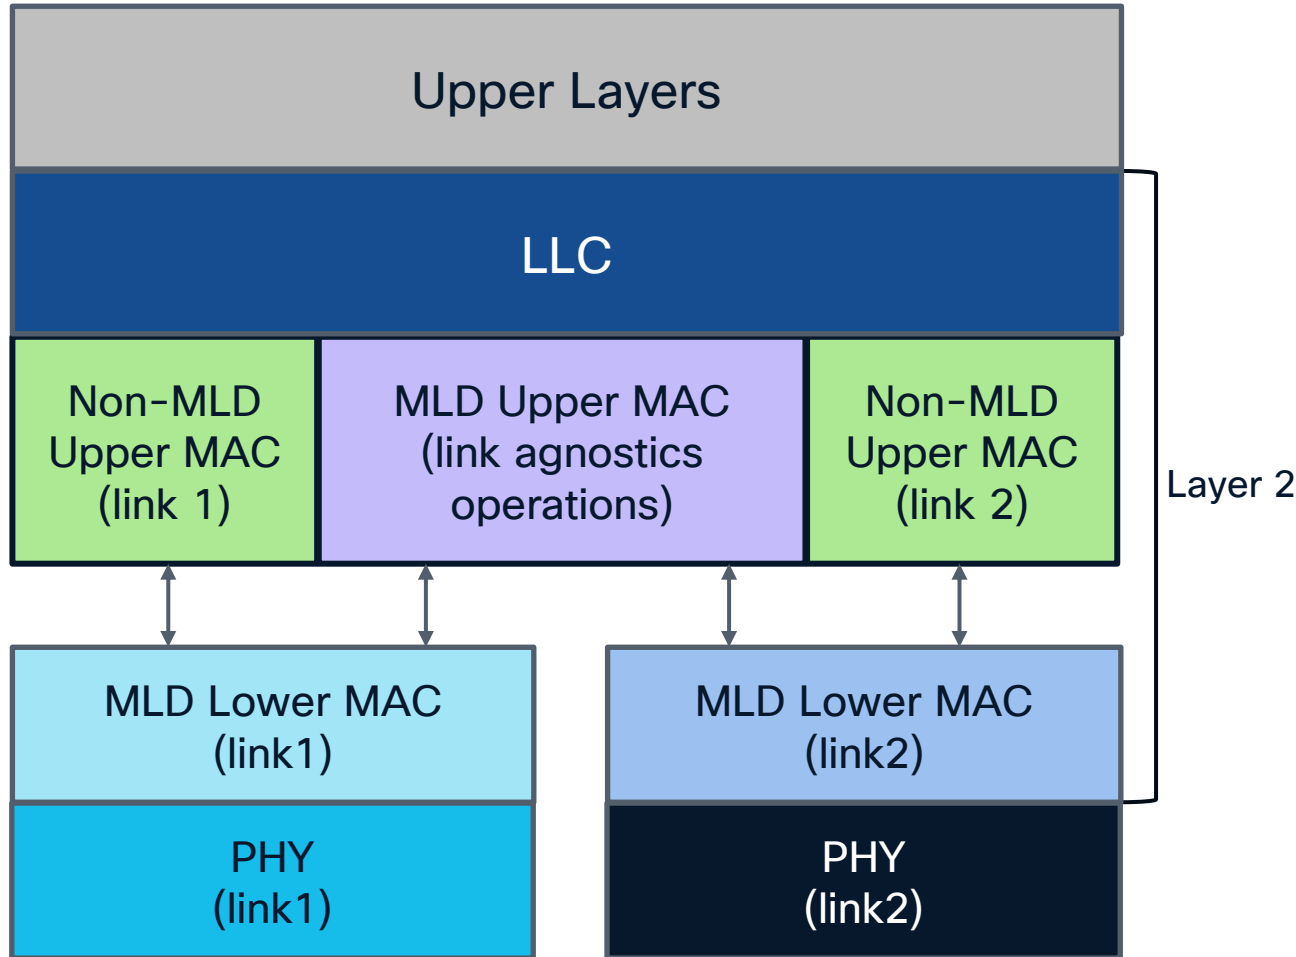 Upper Layers
LLC
Non-MLD
Upper MAC
(link 1)
MLD Upper MAC
(link agnostics
operations)
Non-MLD
Upper MAC
(link 2)
Layer 2
MLD Lower MAC
(link1)
MLD Lower MAC
(link2)
PHY
(link1)
PHY
(link2)